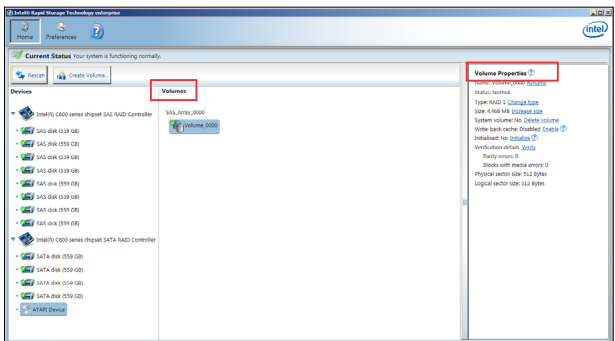 Intel® Rapid Storage Technology enterprise
Home
Preferences
intel
Current Status Your system is functioning normally.
Rescan
Create Volume...
Devices
Intel(R) C600 series chipset SAS RAID Controller
SAS disk (559 GB)
SAS disk (559 GB)
SAS disk (559 GB)
SAS disk (559 GB)
SAS disk (559 GB)
SAS disk (559 GB)
SAS disk (559 GB)
SAS disk (559 GB)
Intel(R) C600 series chipset SATA RAID Controller
SATA disk (559 GB)
SATA disk (559 GB)
SATA disk (559 GB)
SATA disk (559 GB)
ATAPI Device
Volumes
SAS_Array_0000
Volume_0000
Volume Properties
Name: Volume_0000 Rename
Status: Normal
Type: RAID 1 Change type
Size: 4,468 MB Increase size
System volume: No Delete volume
Write-back cache: Disabled Enable
Initialized: No Initialize
Verification details Verify
Parity errors: 0
Blocks with media errors: 0
Physical sector size: 512 Bytes
Logical sector size: 512 Bytes